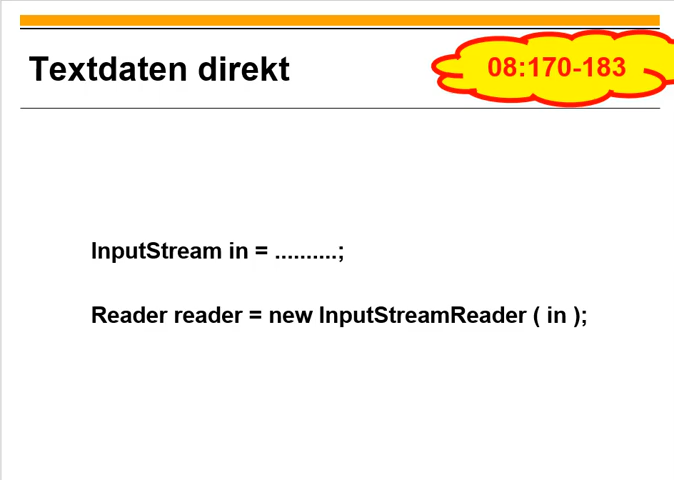 Textdaten direkt
08:170-183
InputStream in = ..........;
Reader reader = new InputStreamReader ( in );